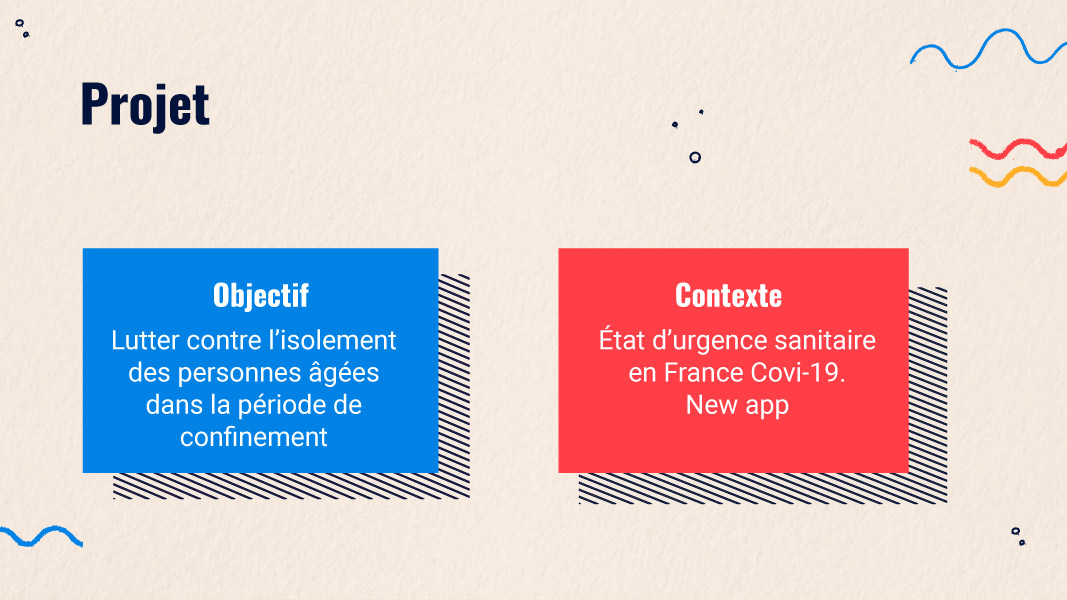 Projet
Objectif
Lutter contre l’isolement
des personnes âgées
dans la période de
confinement
Contexte
État d’urgence sanitaire
en France Covi-19.
New app